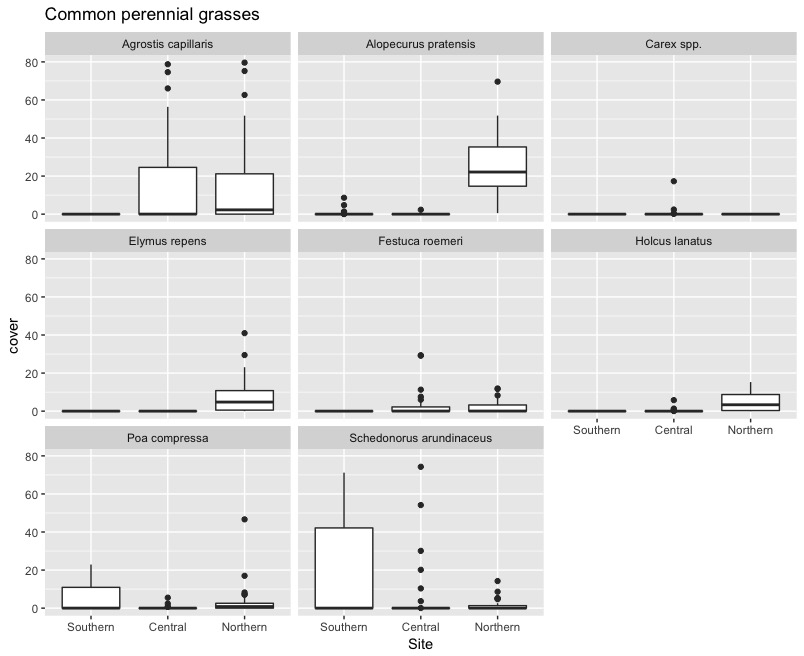 Common perennial grasses
Agrostis capillaris Alopecurus pratensis Carex spp.
80
60
40
20
0
Elymus repens Festuca roemeri Holcus lanatus
80
60
40
20
0
Southern Central Northern
Poa compressa Schedonorus arundinaceus
80
60
40
20
0
Southern Central Northern Southern Central Northern
Site
cover